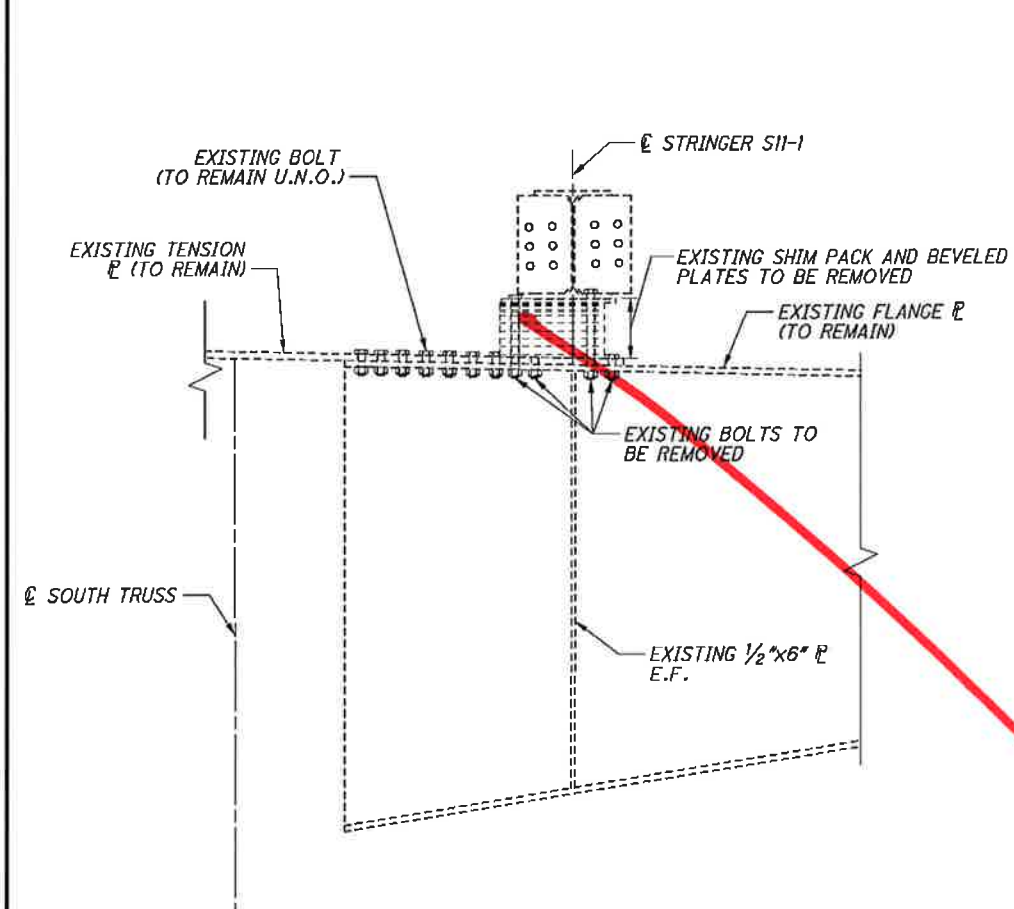 ℄ STRINGER S11-1
EXISTING BOLT
(TO REMAIN U.N.O.)
EXISTING TENSION
⅊ (TO REMAIN)
EXISTING SHIM PACK AND BEVELED
PLATES TO BE REMOVED
EXISTING FLANGE ⅊
(TO REMAIN)
EXISTING BOLTS TO
BE REMOVED
℄ SOUTH TRUSS
EXISTING 1/2"x6" ⅊
E.F.